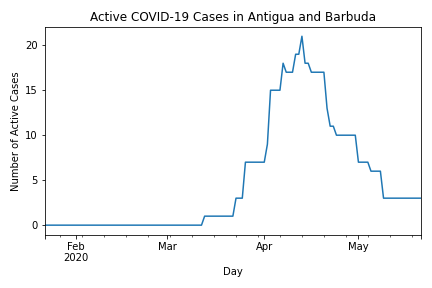 Active COVID-19 Cases in Antigua and Barbuda
Number of Active Cases
20
15
10
5
0
Feb
2020
Mar
Apr
May
Day